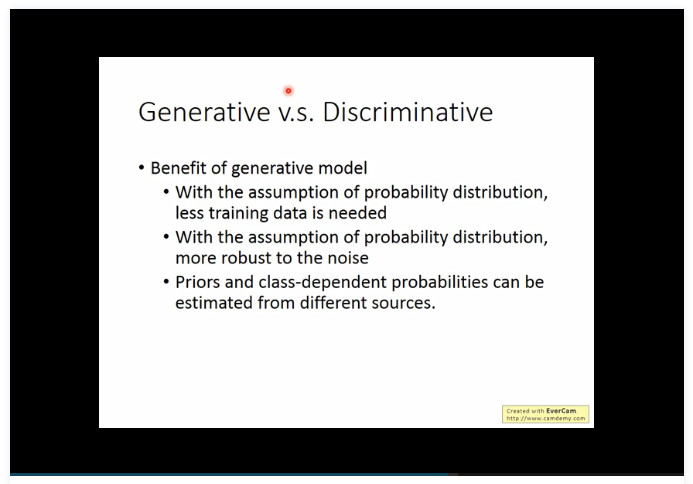 Generative v.s. Discriminative
• Benefit of generative model
• With the assumption of probability distribution,
less training data is needed
• With the assumption of probability distribution,
more robust to the noise
• Priors and class-dependent probabilities can be
estimated from different sources.
Created with EverCam.
http://www.camdemy.com